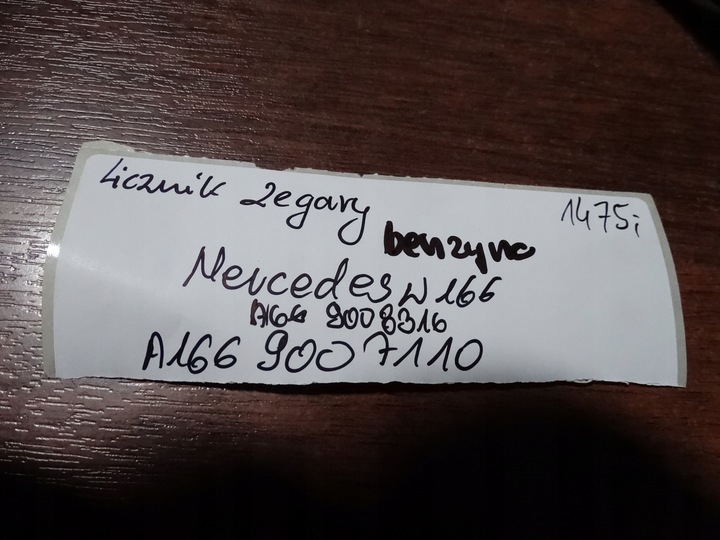 Licznik zegary
1475i
benzyna
Mercedes W166
A166 9008316
A166 9007110